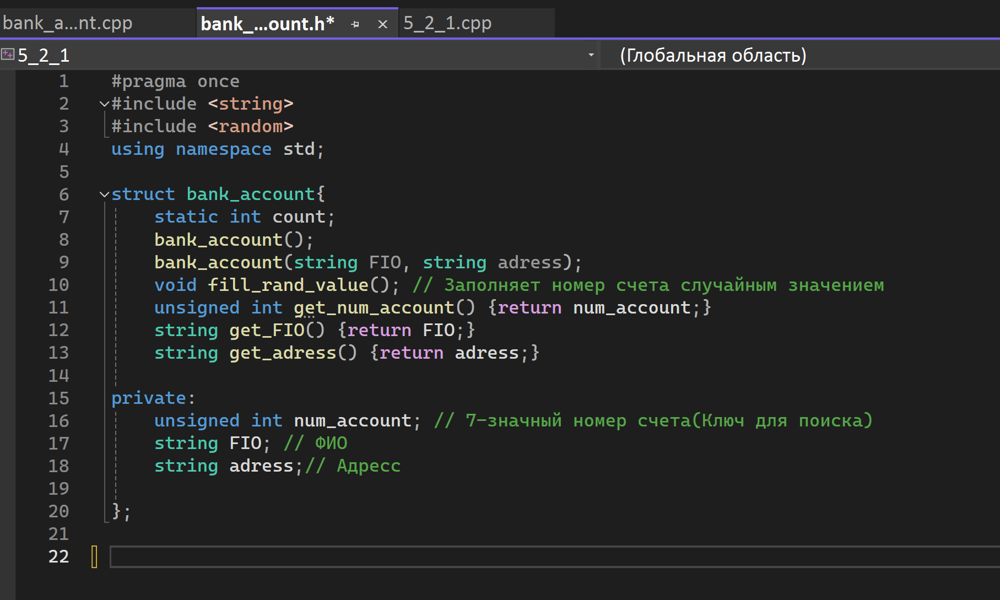 bank_a...nt.cpp bank_...ount.h* 5_2_1.cpp
5_2_1 (Глобальная область)
1 #pragma once
2 #include <string>
3 #include <random>
4 using namespace std;
5
6 struct bank_account{
7 static int count;
8 bank_account();
9 bank_account(string FIO, string adress);
10 void fill_rand_value(); // Заполняет номер счета случайным значением
11 unsigned int get_num_account() {return num_account;}
12 string get_FIO() {return FIO;}
13 string get_adress() {return adress;}
14
15 private:
16 unsigned int num_account; // 7-значный номер счета(Ключ для поиска)
17 string FIO; // ФИО
18 string adress;// Адресс
19
20 };
21
22